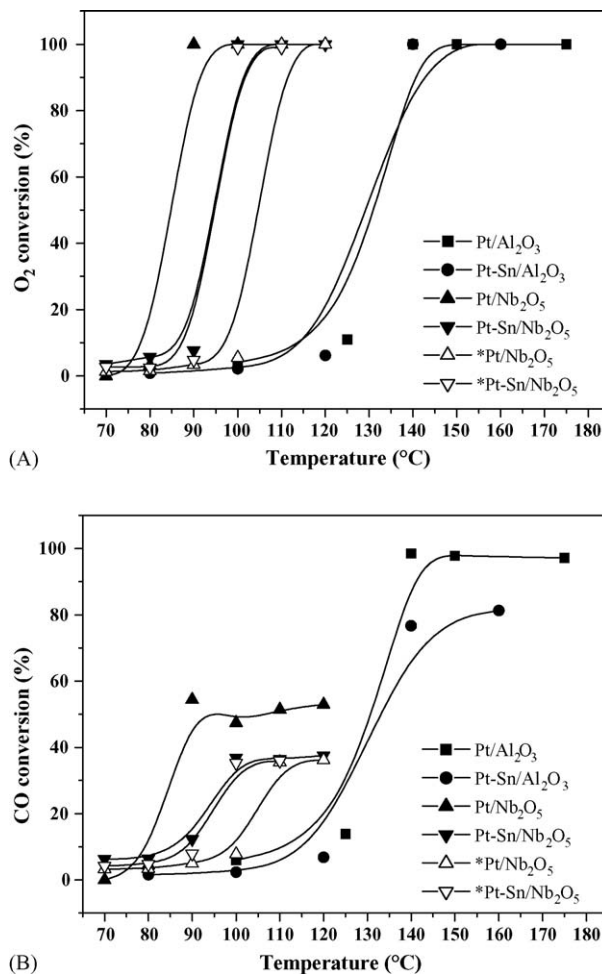 100
80
60
40
20
0
O₂ conversion (%)
Pt/Al₂O₃
Pt-Sn/Al₂O₃
Pt/Nb₂O₅
Pt-Sn/Nb₂O₅
*Pt/Nb₂O₅
*Pt-Sn/Nb₂O₅
70 80 90 100 110 120 130 140 150 160 170 180
(A) Temperature (°C)
100
80
60
40
20
0
CO conversion (%)
Pt/Al₂O₃
Pt-Sn/Al₂O₃
Pt/Nb₂O₅
Pt-Sn/Nb₂O₅
*Pt/Nb₂O₅
*Pt-Sn/Nb₂O₅
70 80 90 100 110 120 130 140 150 160 170 180
(B) Temperature (°C)